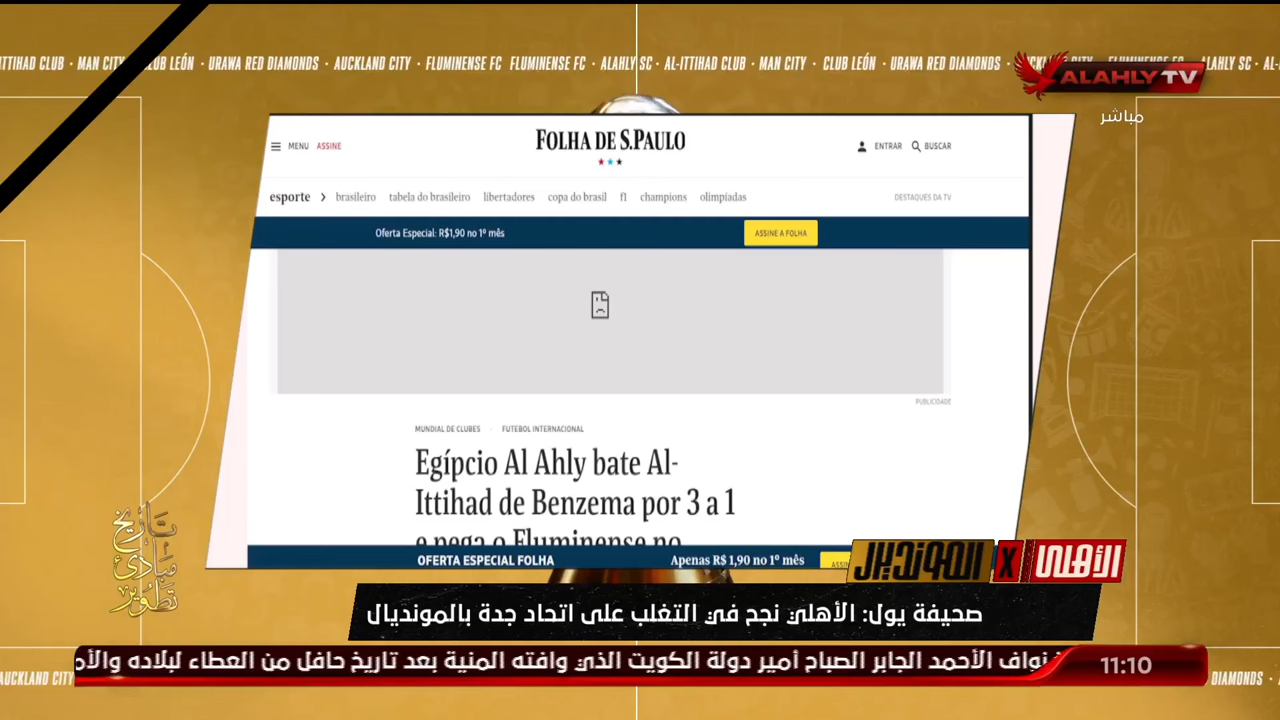 ITTIHAD CLUB • MAN CITY • CLUB LEÓN • URAWA RED DIAMONDS • AUCKLAND CITY • FLUMINENSE FC FLUMINENSE FC • ALAHLY SC • AL-ITTIHAD CLUB • MAN CITY • CLUB LEÓN • URAWA RED DIAMONDS
ALAHLY TV
مباشر
MENU ASSINE
FOLHA DE S.PAULO
ENTRAR BUSCAR
esporte > brasileiro tabela do brasileiro libertadores copa do brasil f1 champions olimpíadas
DESTAQUES DA TV
Oferta Especial: R$1,90 no 1º mês
ASSINE A FOLHA
PUBLICIDADE
MUNDIAL DE CLUBES FUTEBOL INTERNACIONAL
Egípcio Al Ahly bate Al-
Ittihad de Benzema por 3 a 1
e pega o Fluminense no
OFERTA ESPECIAL FOLHA Apenas R$ 1,90 no 1º mês
تاريخ
مبادئ
تطوير
الأهلي X المونديال
صحيفة يول: الأهلي نجح في التغلب على اتحاد جدة بالمونديال
نواف الأحمد الجابر الصباح أمير دولة الكويت الذي وافته المنية بعد تاريخ حافل من العطاء لبلاده
11:10
AUCKLAND CITY
DIAMONDS •